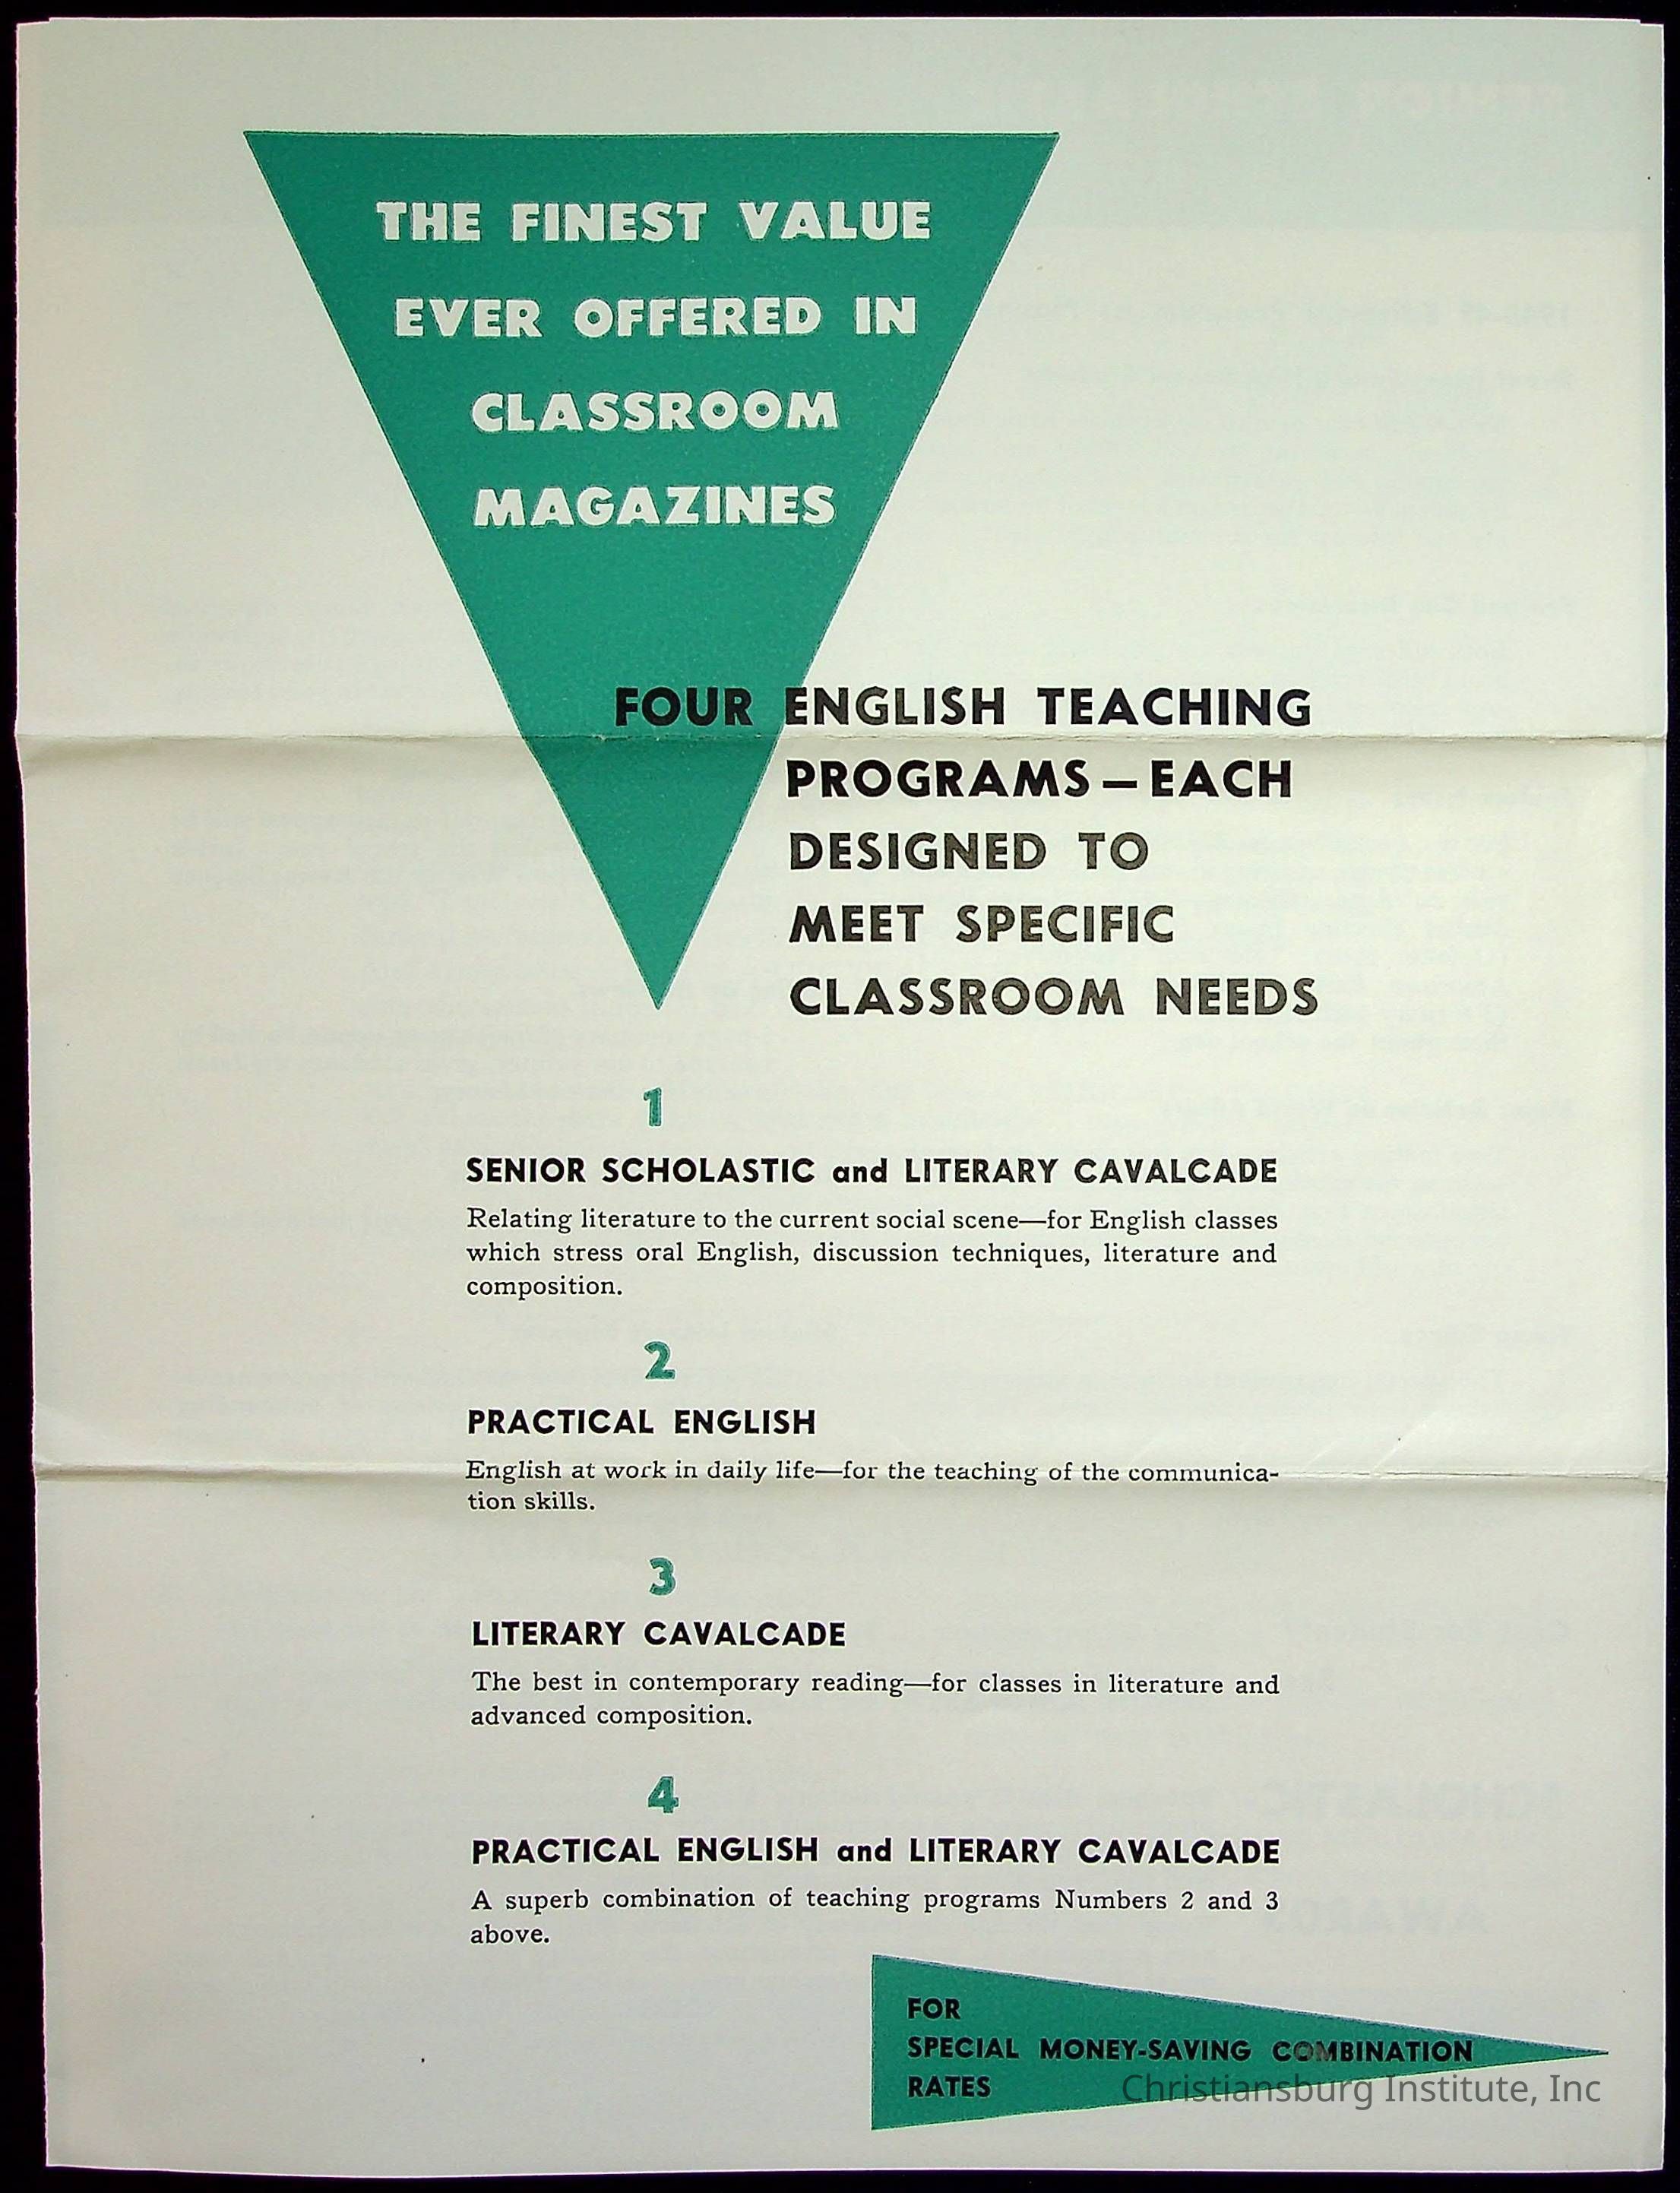 THE FINEST VALUE
EVER OFFERED IN
CLASSROOM
MAGAZINES
FOUR ENGLISH TEACHING
PROGRAMS — EACH
DESIGNED TO
MEET SPECIFIC
CLASSROOM NEEDS
1
SENIOR SCHOLASTIC and LITERARY CAVALCADE
Relating literature to the current social scene—for English classes
which stress oral English, discussion techniques, literature and
composition.
2
PRACTICAL ENGLISH
English at work in daily life—for the teaching of the communica-
tion skills.
3
LITERARY CAVALCADE
The best in contemporary reading—for classes in literature and
advanced composition.
4
PRACTICAL ENGLISH and LITERARY CAVALCADE
A superb combination of teaching programs Numbers 2 and 3
above.
FOR
SPECIAL MONEY-SAVING COMBINATION
RATES
Christiansburg Institute, Inc